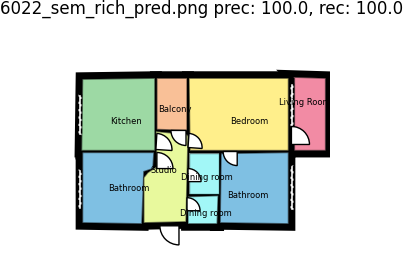 6022_sem_rich_pred.png prec: 100.0, rec: 100.0
Living Room
Balcony
Kitchen
Bedroom
Studio
Dining room
Bathroom
Bathroom
Dining room